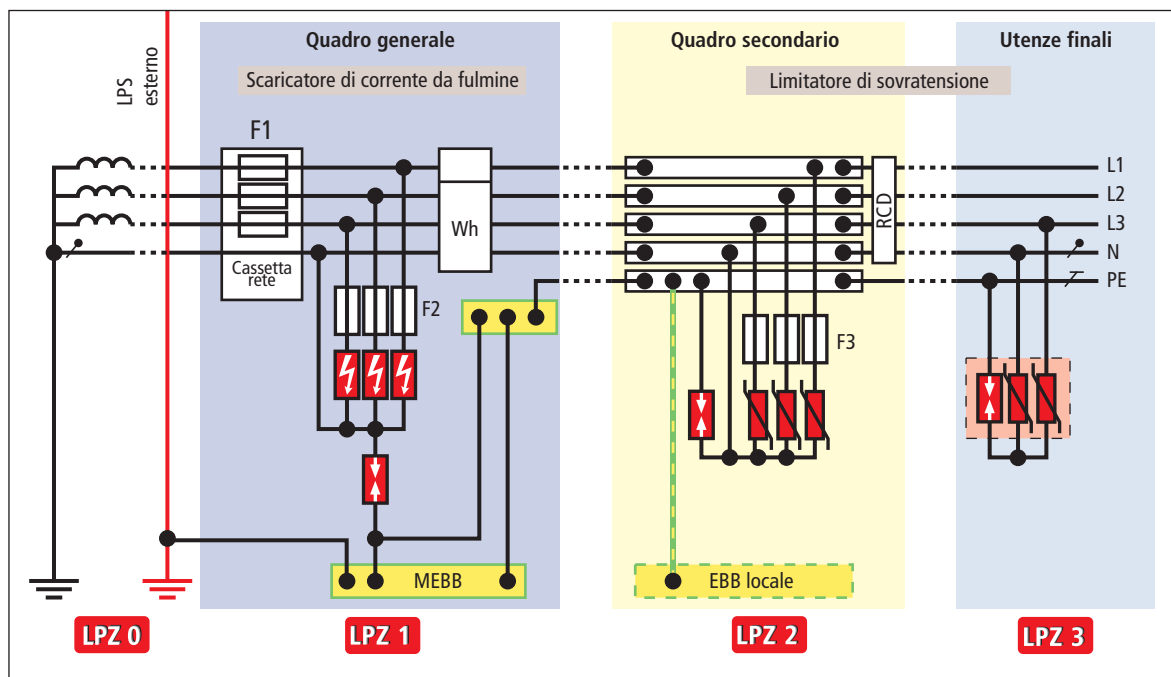 LPS
esterno
Quadro generale
Scaricatore di corrente da fulmine
Quadro secondario
Utenze finali
Limitatore di sovratensione
F1
Cassetta
rete
Wh
F2
RCD
L1
L2
L3
N
PE
F3
MEBB
EBB locale
LPZ 0
LPZ 1
LPZ 2
LPZ 3